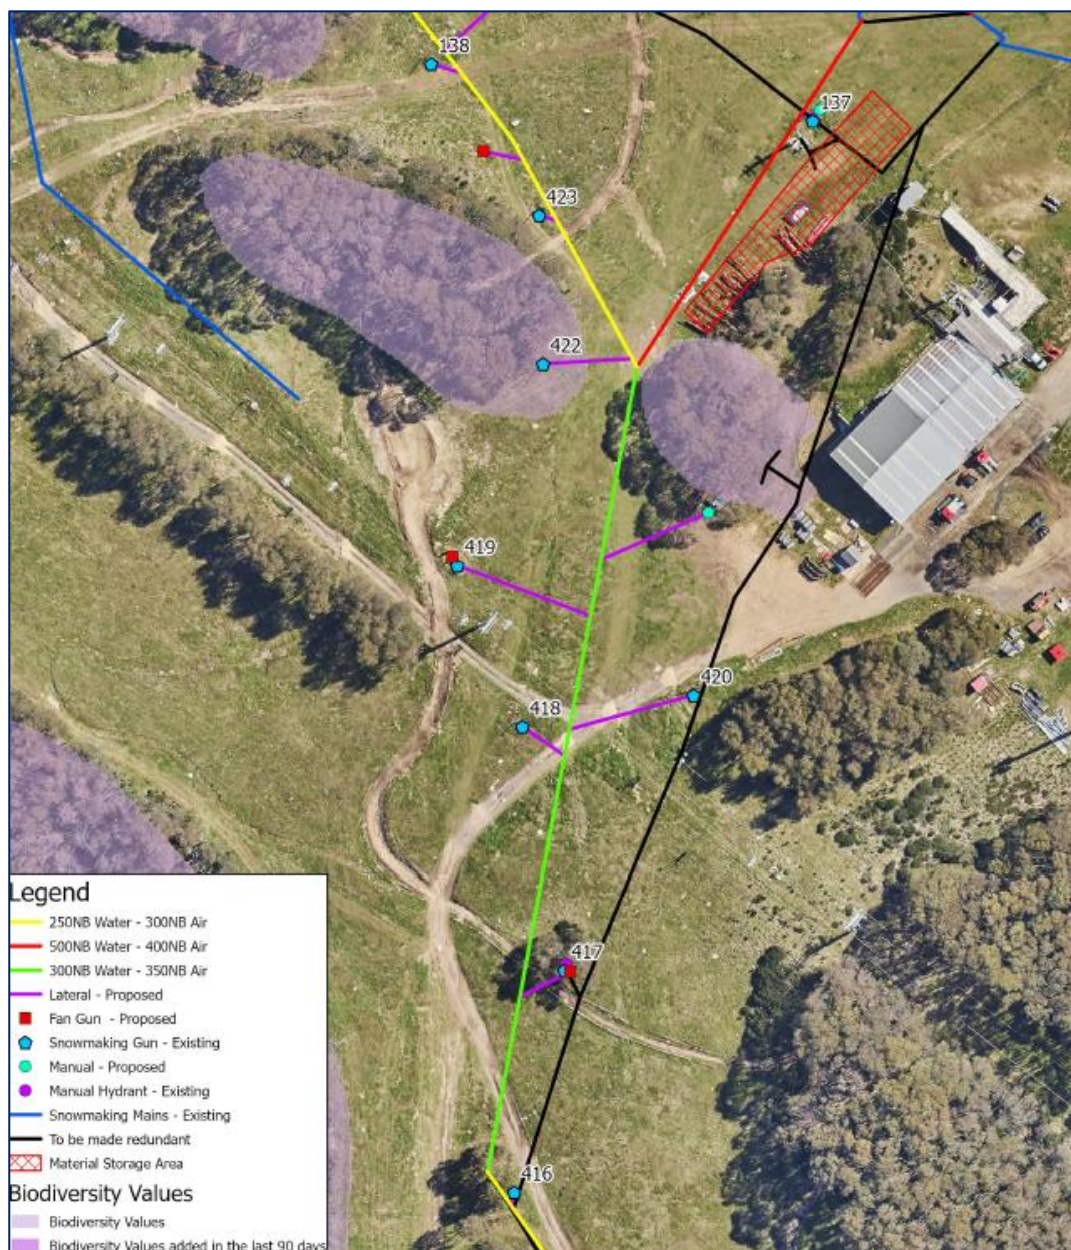 138
137
423
422
419
420
418
417
416
Legend
250NB Water - 300NB Air
500NB Water - 400NB Air
300NB Water - 350NB Air
Lateral - Proposed
Fan Gun - Proposed
Snowmaking Gun - Existing
Manual - Proposed
Manual Hydrant - Existing
Snowmaking Mains - Existing
To be made redundant
Material Storage Area
Biodiversity Values
Biodiversity Values
Biodiversity Values added in the last 90 days